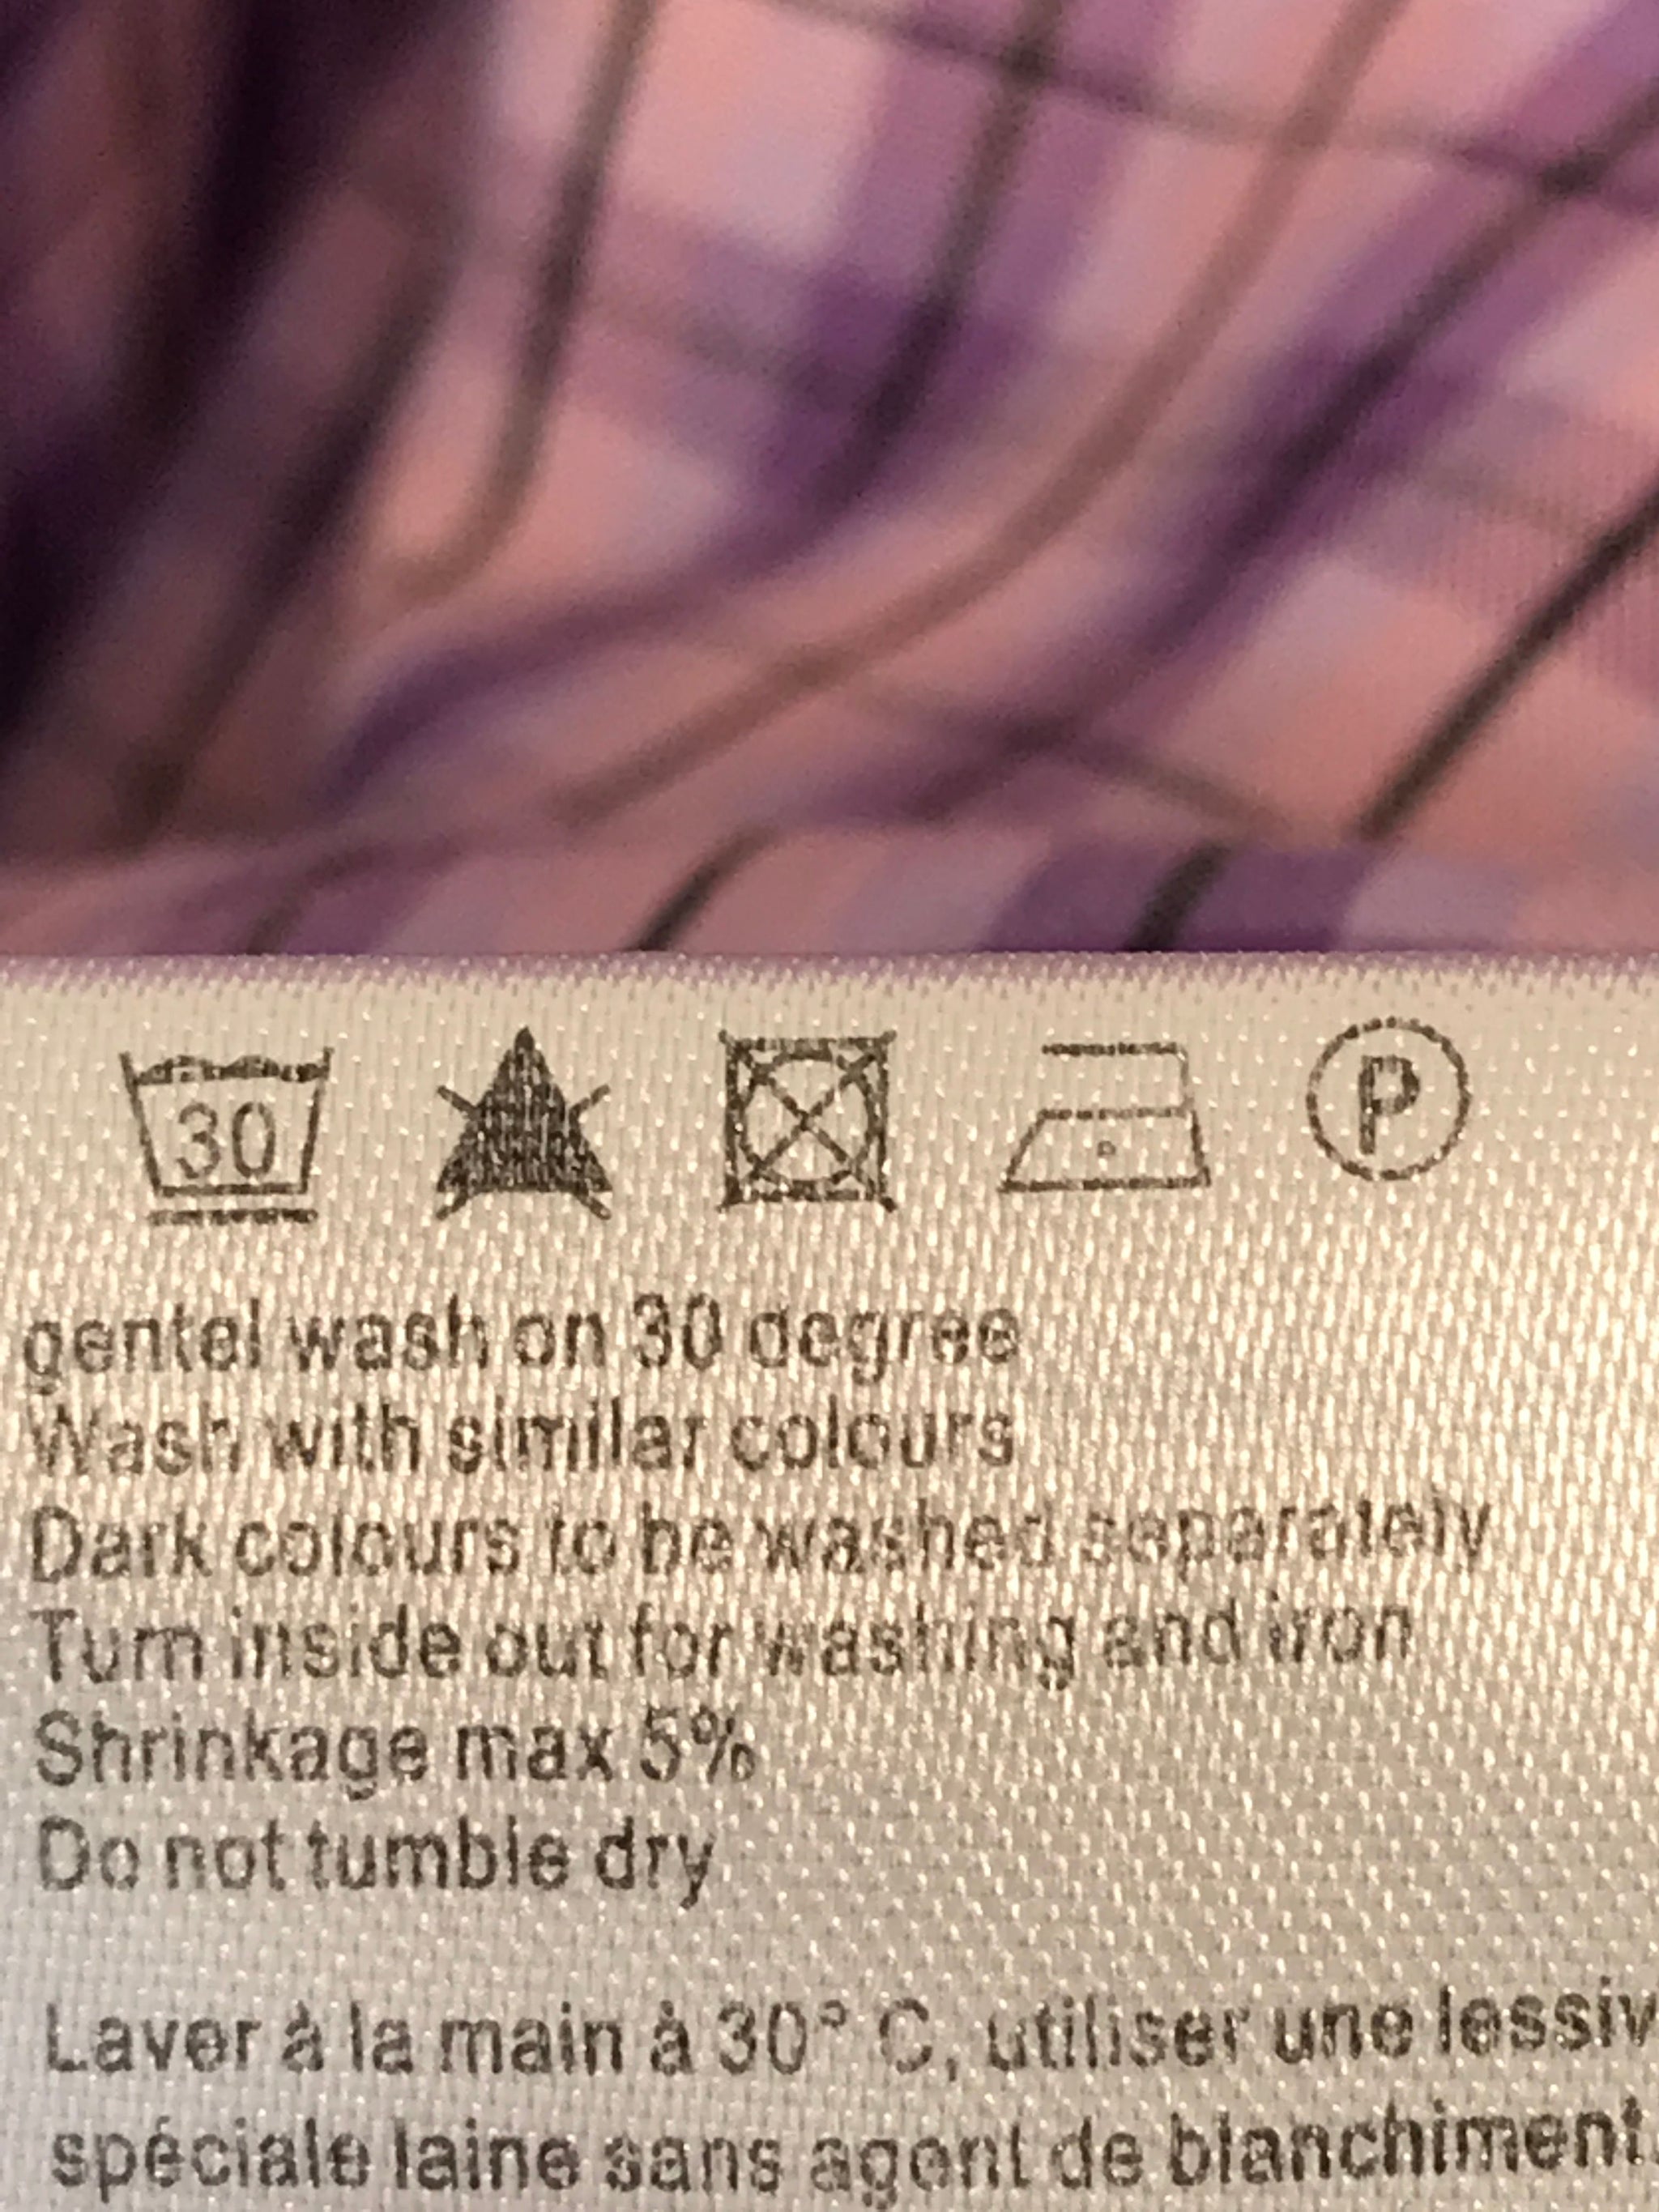 30 P
gentel wash on 30 degree
Wash with similar colours
Dark colours to be washed separately
Turn inside out for washing and iron
Shrinkage max 5%
Do not tumble dry
Laver à la main à 30° C, utiliser une lessiv
spéciale laine sans agent de blanchiment.